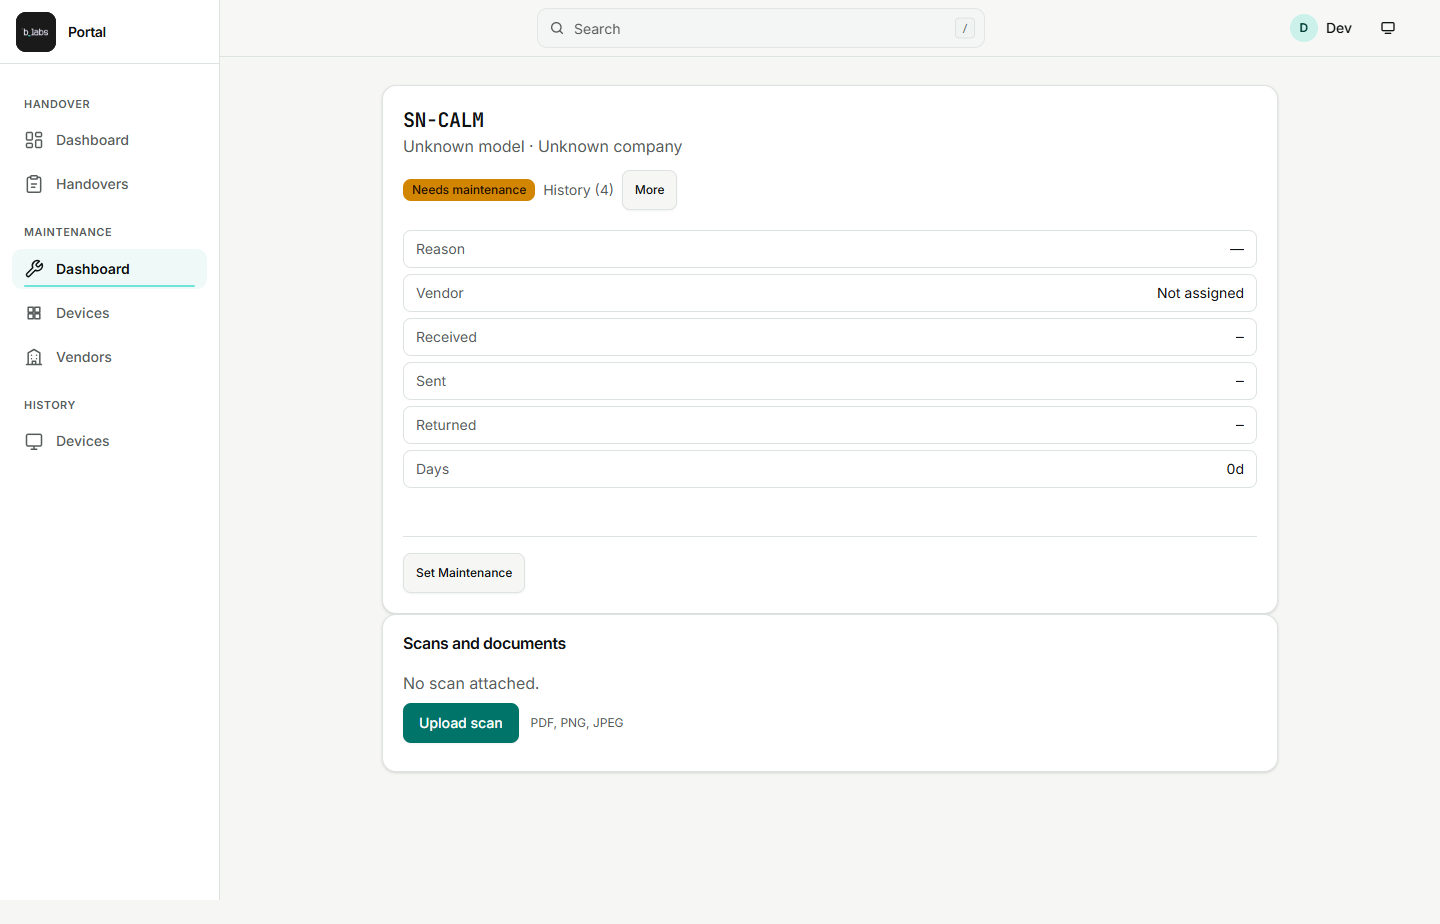 b_labs
Portal
Search
/
D
Dev
HANDOVER
Dashboard
Handovers
MAINTENANCE
Dashboard
Devices
Vendors
HISTORY
Devices
SN-CALM
Unknown model · Unknown company
Needs maintenance
History (4)
More
Reason —
Vendor Not assigned
Received –
Sent –
Returned –
Days 0d
Set Maintenance
Scans and documents
No scan attached.
Upload scan
PDF, PNG, JPEG